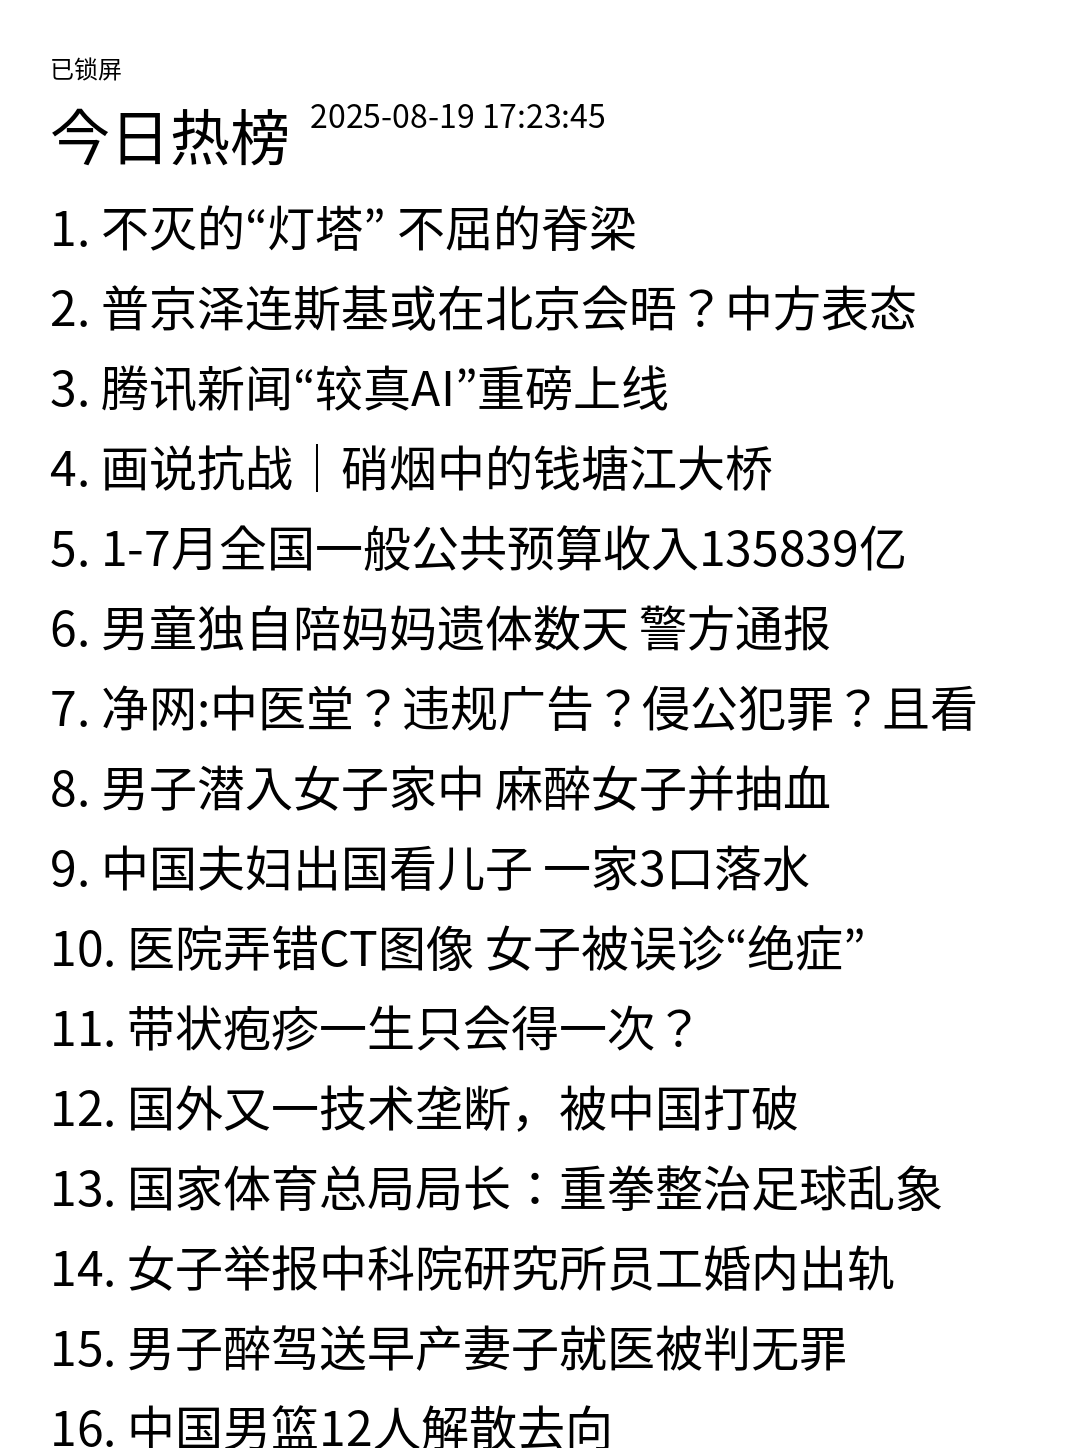 已锁屏
今日热榜 2025-08-19 17:23:45
1. 不灭的“灯塔” 不屈的脊梁
2. 普京泽连斯基或在北京会晤？中方表态
3. 腾讯新闻“较真AI”重磅上线
4. 画说抗战｜硝烟中的钱塘江大桥
5. 1-7月全国一般公共预算收入135839亿
6. 男童独自陪妈妈遗体数天 警方通报
7. 净网:中医堂？违规广告？侵公犯罪？且看
8. 男子潜入女子家中 麻醉女子并抽血
9. 中国夫妇出国看儿子 一家3口落水
10. 医院弄错CT图像 女子被误诊“绝症”
11. 带状疱疹一生只会得一次？
12. 国外又一技术垄断，被中国打破
13. 国家体育总局局长：重拳整治足球乱象
14. 女子举报中科院研究所员工婚内出轨
15. 男子醉驾送早产妻子就医被判无罪
16. 中国男篮12人解散去向